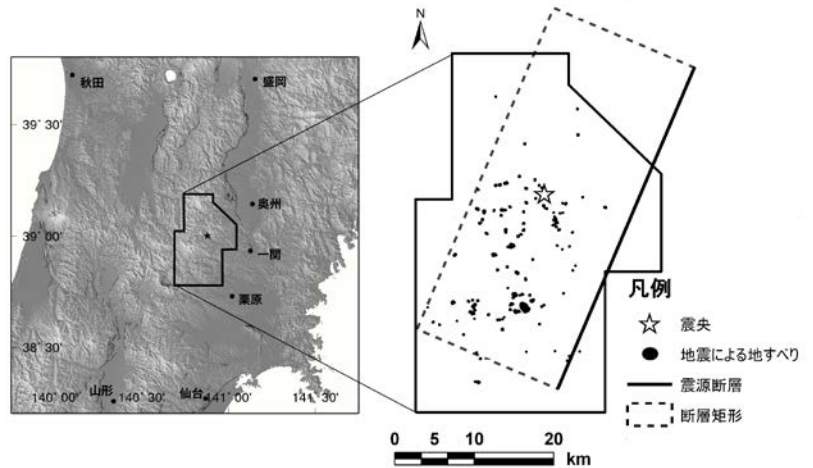 N
秋田
盛岡
39° 30'
奥州
39° 00'
一関
栗原
38° 30'
山形
仙台
140° 00'
140° 30'
141° 00'
141° 30'
凡例
震央
地震による地すべり
震源断層
断層矩形
0 5 10 20
km